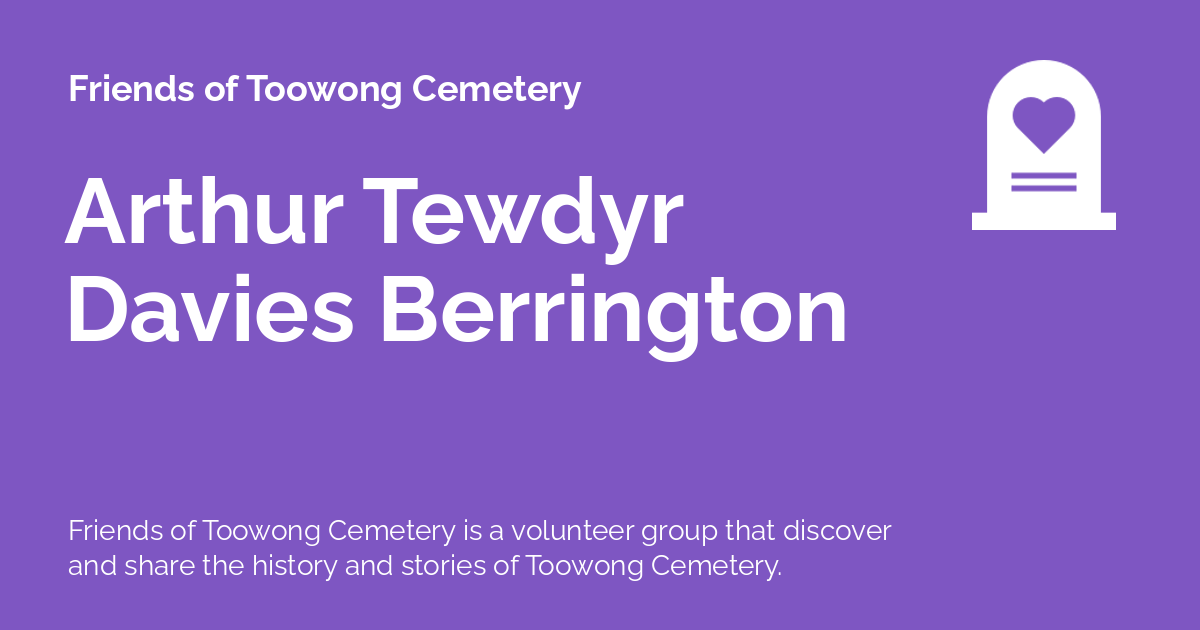 Friends of Toowong Cemetery
Arthur Tewdyr
Davies Berrington
Friends of Toowong Cemetery is a volunteer group that discover
and share the history and stories of Toowong Cemetery.